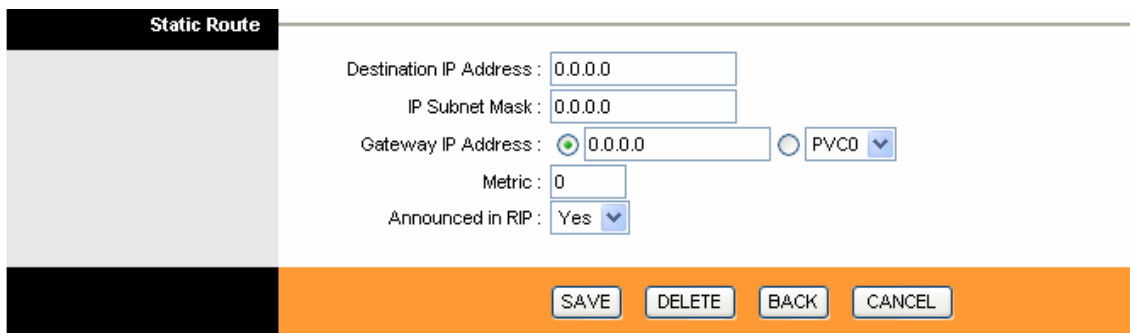 Static Route
Destination IP Address : 0.0.0.0
IP Subnet Mask : 0.0.0.0
Gateway IP Address : 0.0.0.0 PVC0
Metric : 0
Announced in RIP : Yes
SAVE DELETE BACK CANCEL